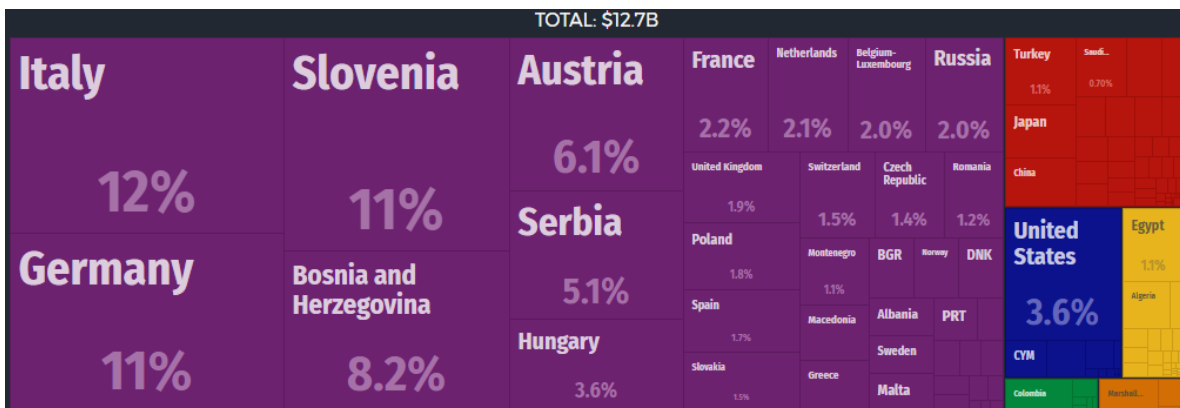 TOTAL: $12.7B
Italy
12%
Germany
11%
Slovenia
11%
Bosnia and
Herzegovina
8.2%
Austria
6.1%
Serbia
5.1%
Hungary
3.6%
France
2.2%
Netherlands
2.1%
Belgium-
Luxembourg
2.0%
Russia
2.0%
United Kingdom
1.9%
Poland
1.8%
Spain
1.7%
Slovakia
1.5%
Switzerland
1.5%
Czech
Republic
1.4%
Romania
1.2%
Montenegro
1.1%
Macedonia
Greece
BGR
Norway
DNK
Albania
PRT
Sweden
Malta
Turkey
1.1%
Saudi...
0.70%
Japan
China
United
States
3.6%
CYM
Egypt
1.1%
Algeria
Colombia
Marshall...